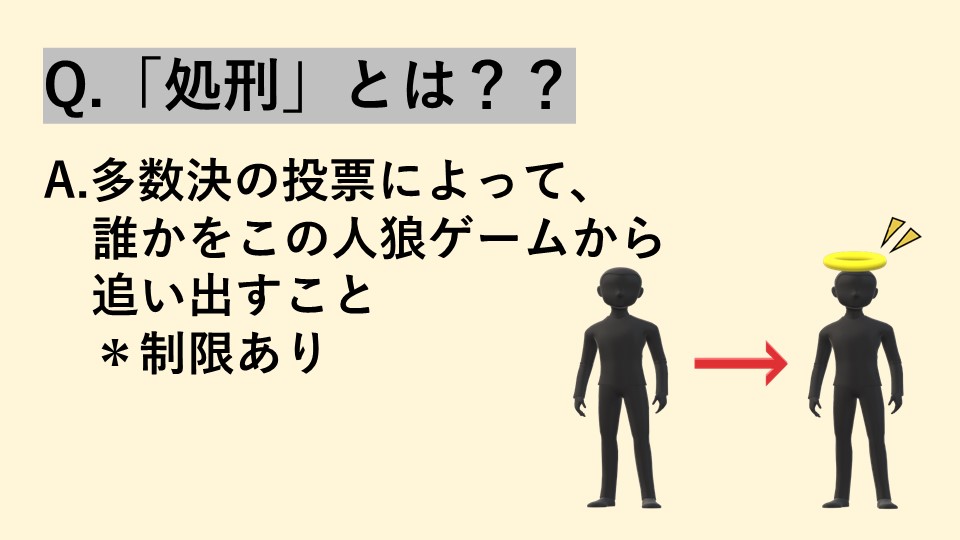 Q.「処刑」とは？？
A.多数決の投票によって、
誰かをこの人狼ゲームから
追い出すこと
＊制限あり